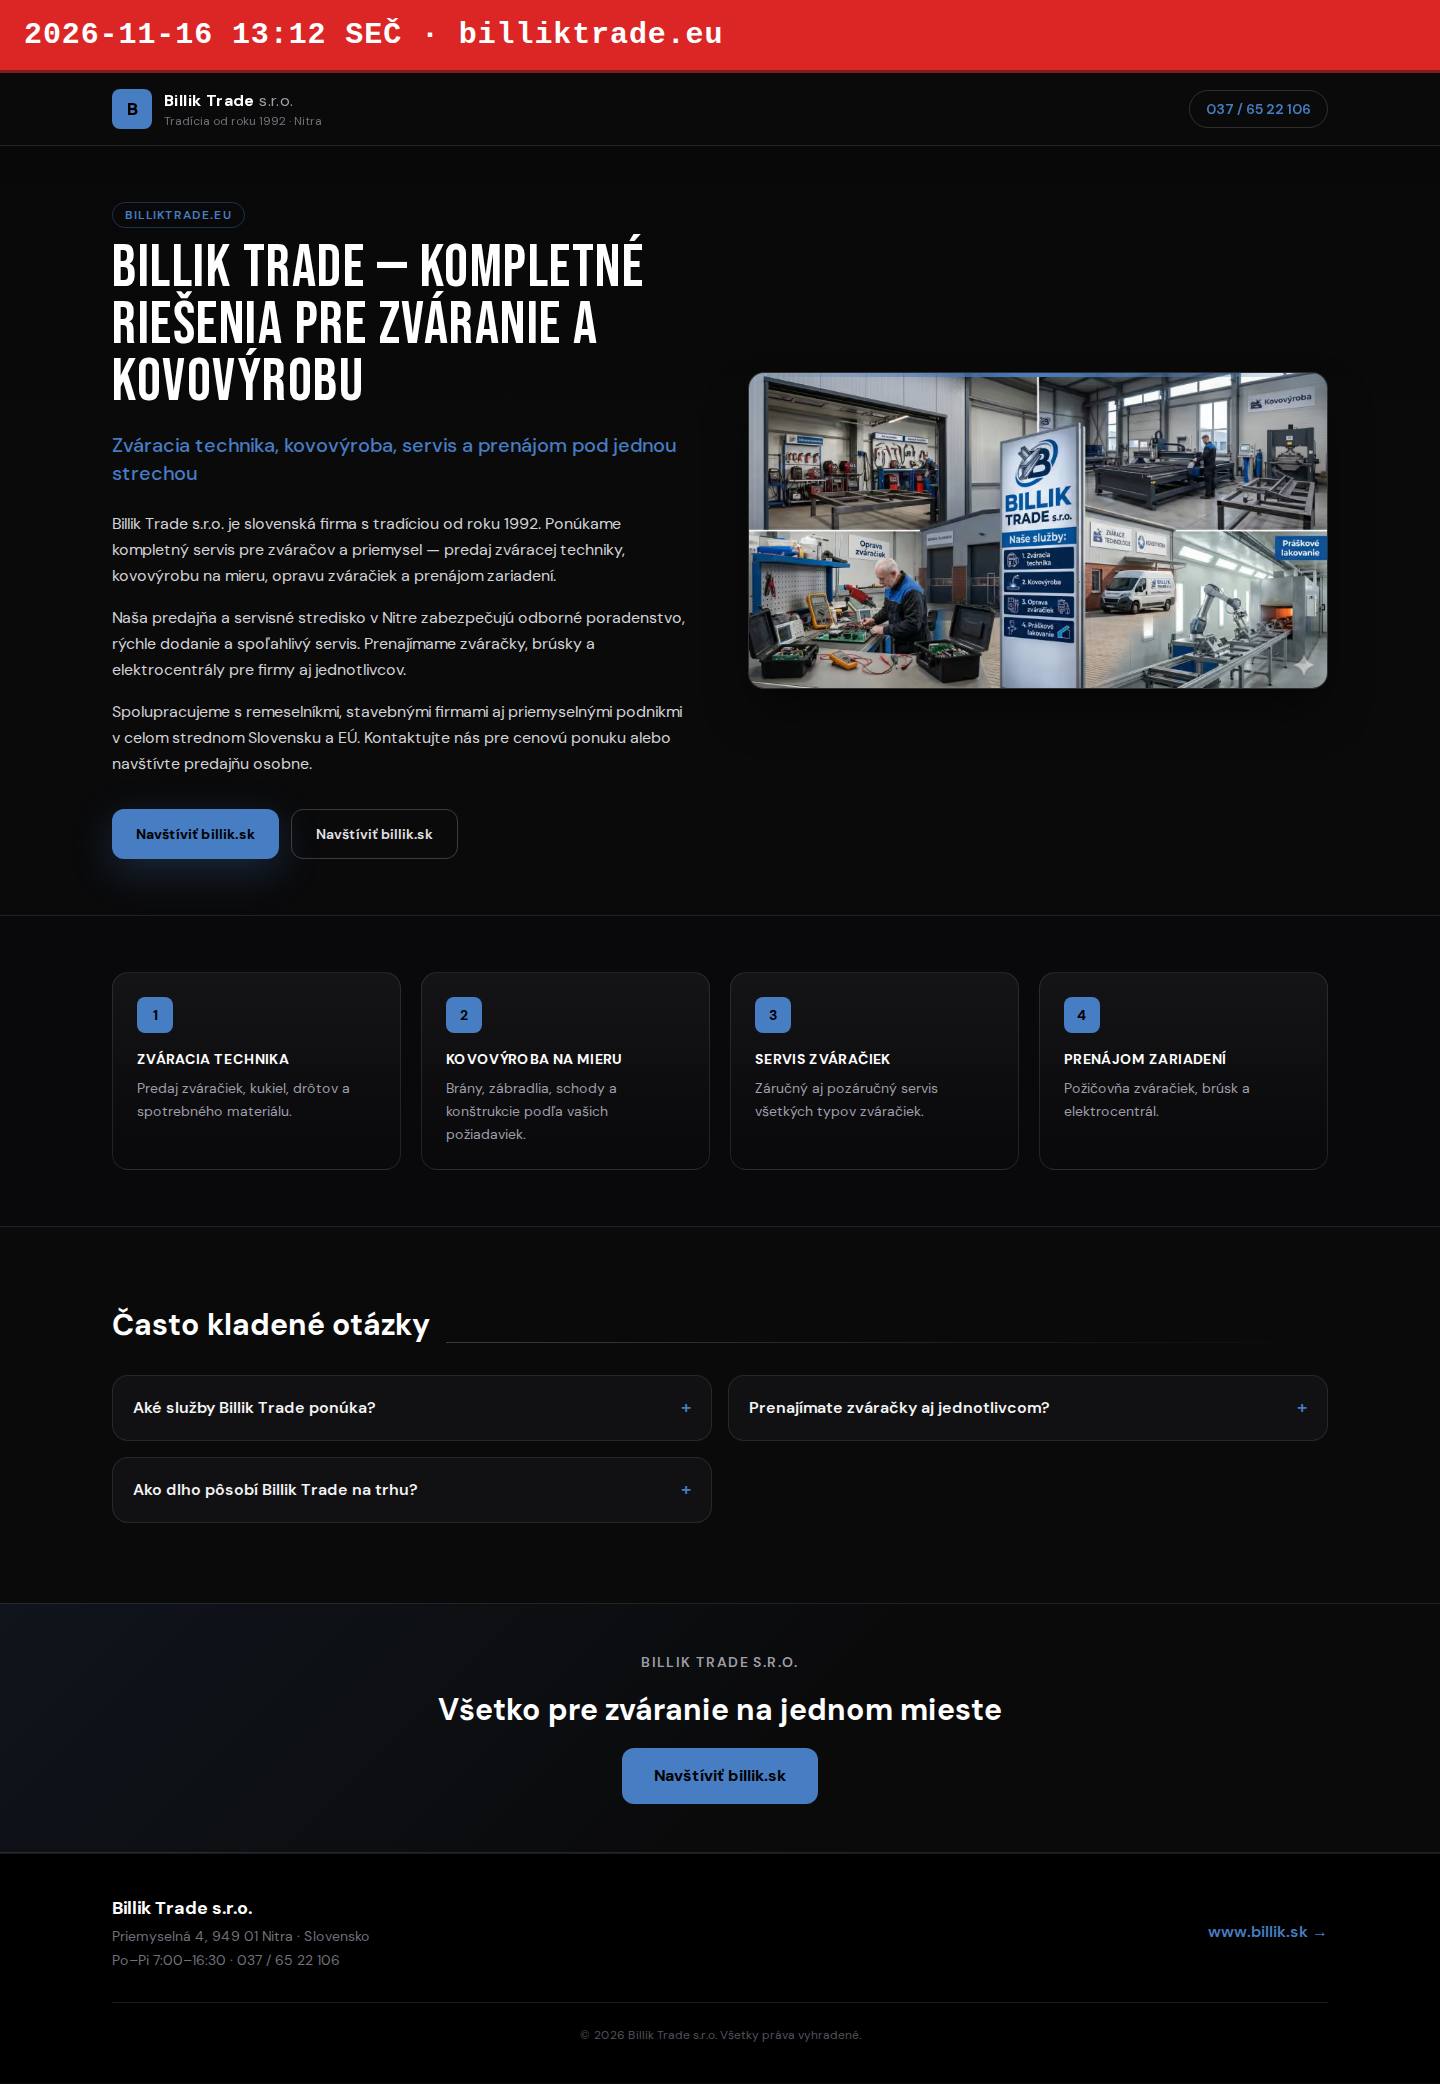 2026-11-16 13:12 SEČ · billiktrade.eu
B
Billik Trade s.r.o.
Tradícia od roku 1992 · Nitra
037 / 65 22 106
BILLIKTRADE.EU
BILLIK TRADE — KOMPLETNÉ
RIEŠENIA PRE ZVÁRANIE A
KOVOVÝROBU
Zváracia technika, kovovýroba, servis a prenájom pod jednou
strechou
Billik Trade s.r.o. je slovenská firma s tradíciou od roku 1992. Ponúkame
kompletný servis pre zváračov a priemysel — predaj zváracej techniky,
kovovýrobu na mieru, opravu zváračiek a prenájom zariadení.
Naša predajňa a servisné stredisko v Nitre zabezpečujú odborné poradenstvo,
rýchle dodanie a spoľahlivý servis. Prenajímame zváračky, brúsky a
elektrocentrály pre firmy aj jednotlivcov.
Spolupracujeme s remeselníkmi, stavebnými firmami aj priemyselnými podnikmi
v celom strednom Slovensku a EÚ. Kontaktujte nás pre cenovú ponuku alebo
navštívte predajňu osobne.
Navštíviť billik.sk
Navštíviť billik.sk
Kovovýroba
B
BILLIK
TRADE s.r.o.
Naše služby:
1. Zváracia
technika
2. Kovovýroba
3. Oprava
zváračiek
4. Práškové
lakovanie
Oprava
zváračiek
Práškové
lakovanie
1
ZVÁRACIA TECHNIKA
Predaj zváračiek, kukiel, drôtov a
spotrebného materiálu.
2
KOVOVÝROBA NA MIERU
Brány, zábradlia, schody a
konštrukcie podľa vašich
požiadaviek.
3
SERVIS ZVÁRAČIEK
Záručný aj pozáručný servis
všetkých typov zváračiek.
4
PRENÁJOM ZARIADENÍ
Požičovňa zváračiek, brúsk a
elektrocentrál.
Často kladené otázky
Aké služby Billik Trade ponúka? +
Prenajímate zváračky aj jednotlivcom? +
Ako dlho pôsobí Billik Trade na trhu? +
BILLIK TRADE S.R.O.
Všetko pre zváranie na jednom mieste
Navštíviť billik.sk
Billik Trade s.r.o.
Priemyselná 4, 949 01 Nitra · Slovensko
Po–Pi 7:00–16:30 · 037 / 65 22 106
www.billik.sk →
© 2026 Billik Trade s.r.o. Všetky práva vyhradené.